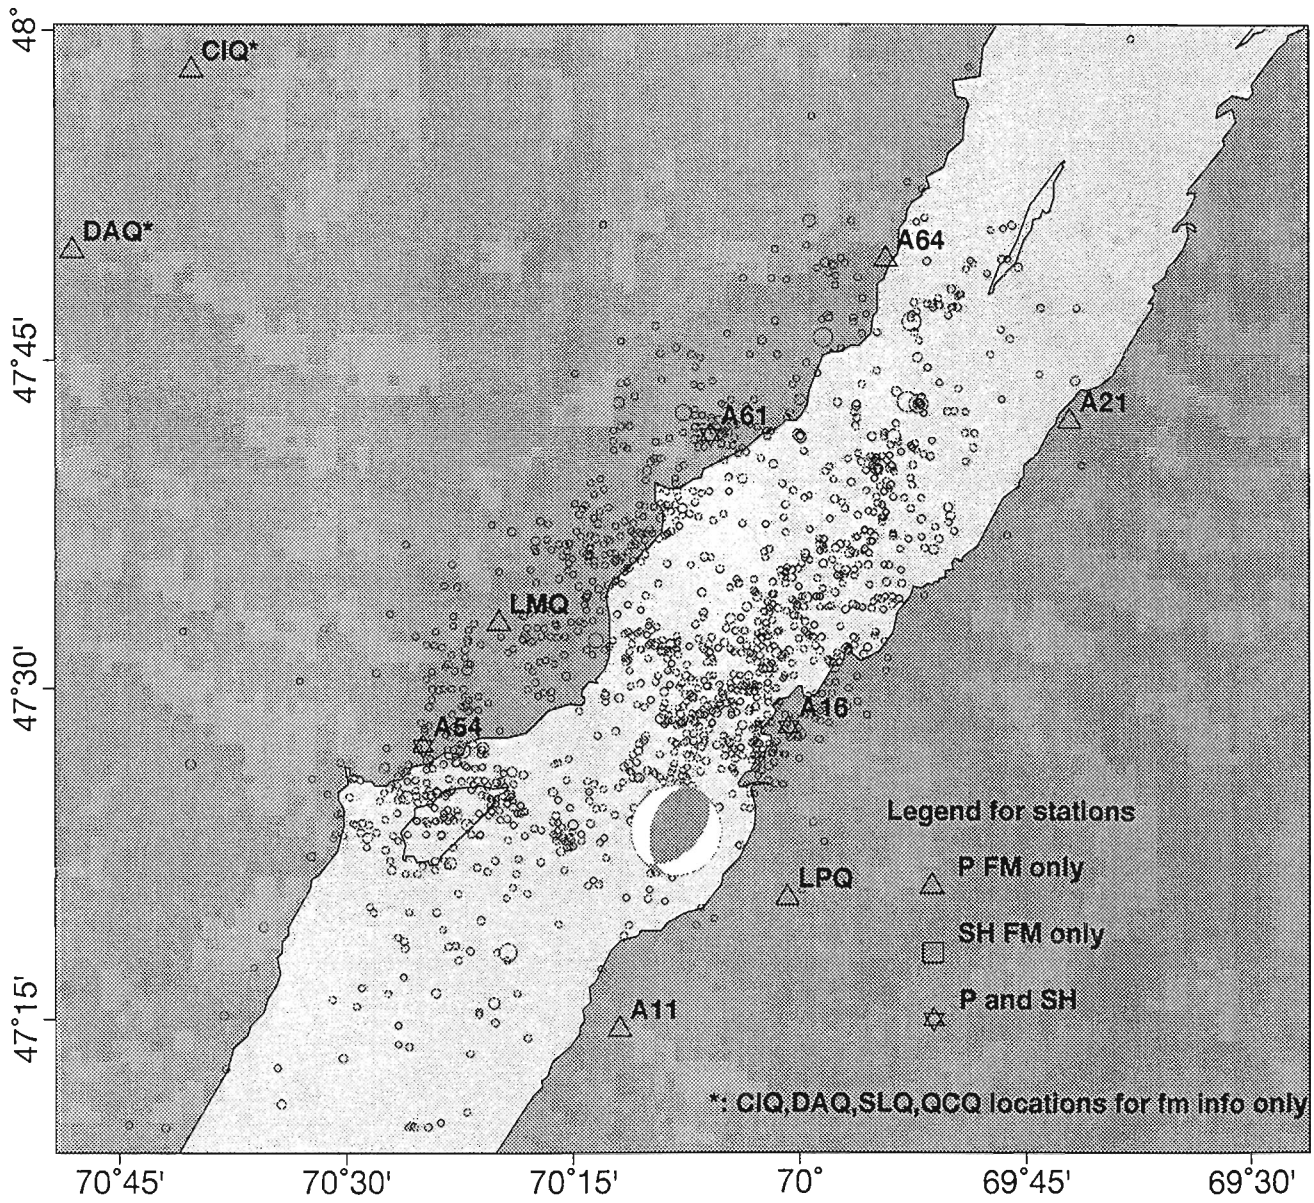 48°
CIQ*
DAQ*
A64
47°45'
A61
A21
LMQ
47°30'
A54
A16
Legend for stations
LPQ
P FM only
SH FM only
P and SH
47°15'
A11
*: CIQ,DAQ,SLQ,QCQ locations for fm info only
70°45'
70°30'
70°15'
70°
69°45'
69°30'